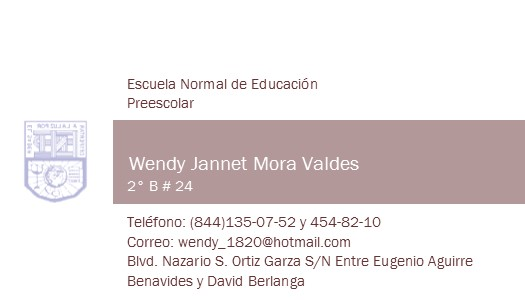 Escuela Normal de Educación
Preescolar
Wendy Jannet Mora Valdes
2° B # 24
Teléfono: (844)135-07-52 y 454-82-10
Correo: wendy_1820@hotmail.com
Blvd. Nazario S. Ortiz Garza S/N Entre Eugenio Aguirre
Benavides y David Berlanga